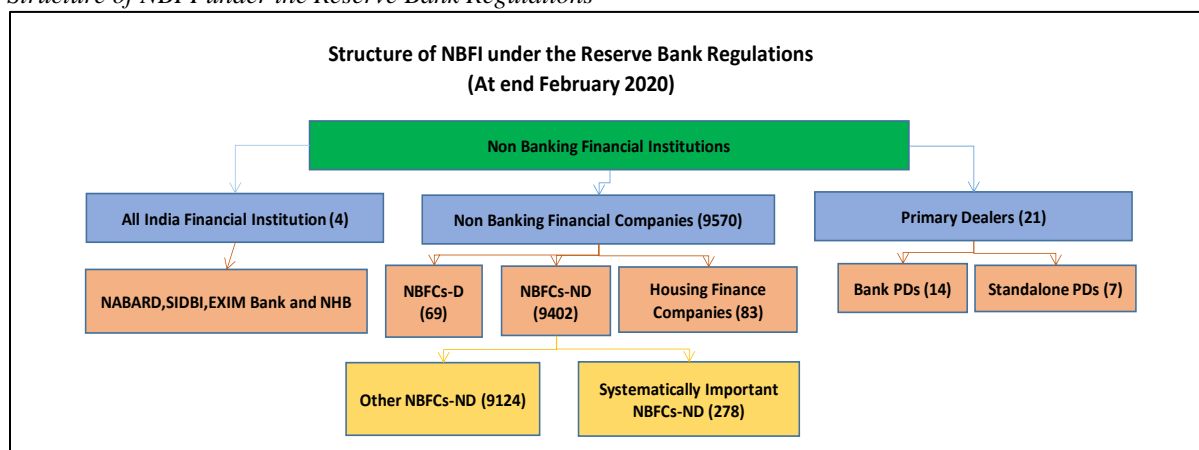 Structure of NBFI under the Reserve Bank Regulations
Structure of NBFI under the Reserve Bank Regulations
(At end February 2020)
Non Banking Financial Institutions
All India Financial Institution (4)
Non Banking Financial Companies (9570)
Primary Dealers (21)
NABARD,SIDBI,EXIM Bank and NHB
NBFCs-D
(69)
NBFCs-ND
(9402)
Housing Finance
Companies (83)
Bank PDs (14)
Standalone PDs (7)
Other NBFCs-ND (9124)
Systematically Important
NBFCs-ND (278)